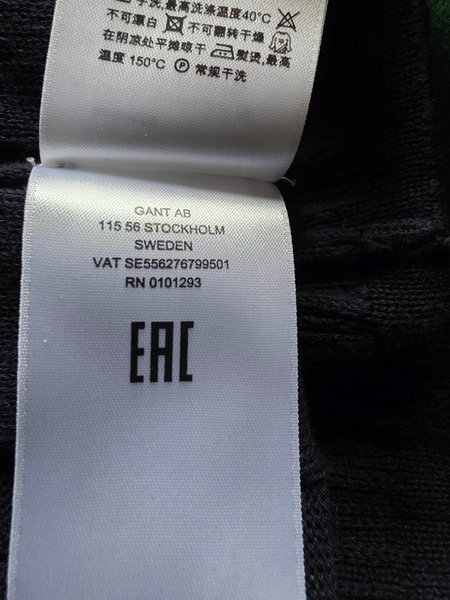 手洗,最高洗涤温度40°C
不可漂白 不可翻转干燥
在阴凉处平摊晾干 熨烫,最高
温度 150°C P 常规干洗
GANT AB
115 56 STOCKHOLM
SWEDEN
VAT SE556276799501
RN 0101293
EAC